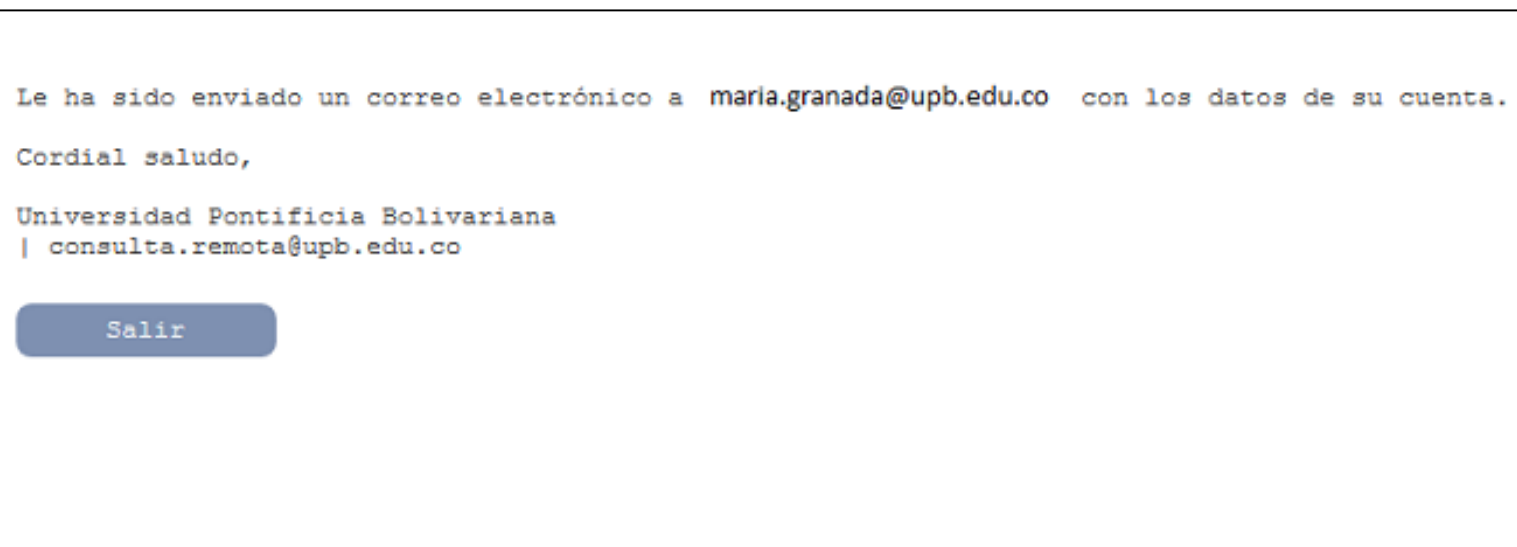 Le ha sido enviado un correo electrónico a maria.granada@upb.edu.co con los datos de su cuenta.
Cordial saludo,
Universidad Pontificia Bolivariana
| consulta.remota@upb.edu.co
Salir